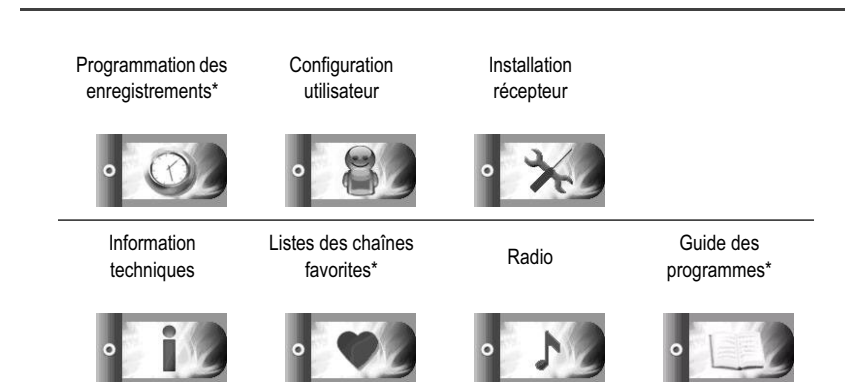 Programmation des
enregistrements*
Configuration
utilisateur
Installation
récepteur
Information
techniques
Listes des chaînes
favorites*
Radio
Guide des
programmes*